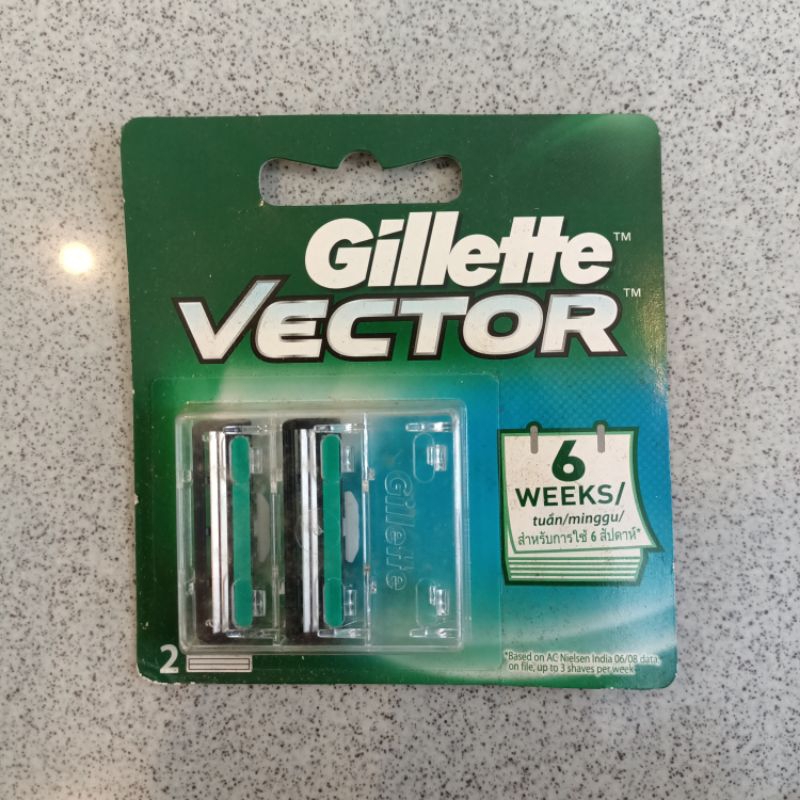 Gillette™
VECTOR™
6
WEEKS/
tuần/minggu/
สำหรับการใช้ 6 สัปดาห์*
Gillette
2
*Based on AC Nielsen India 06/08 data
on file, up to 3 shaves per week